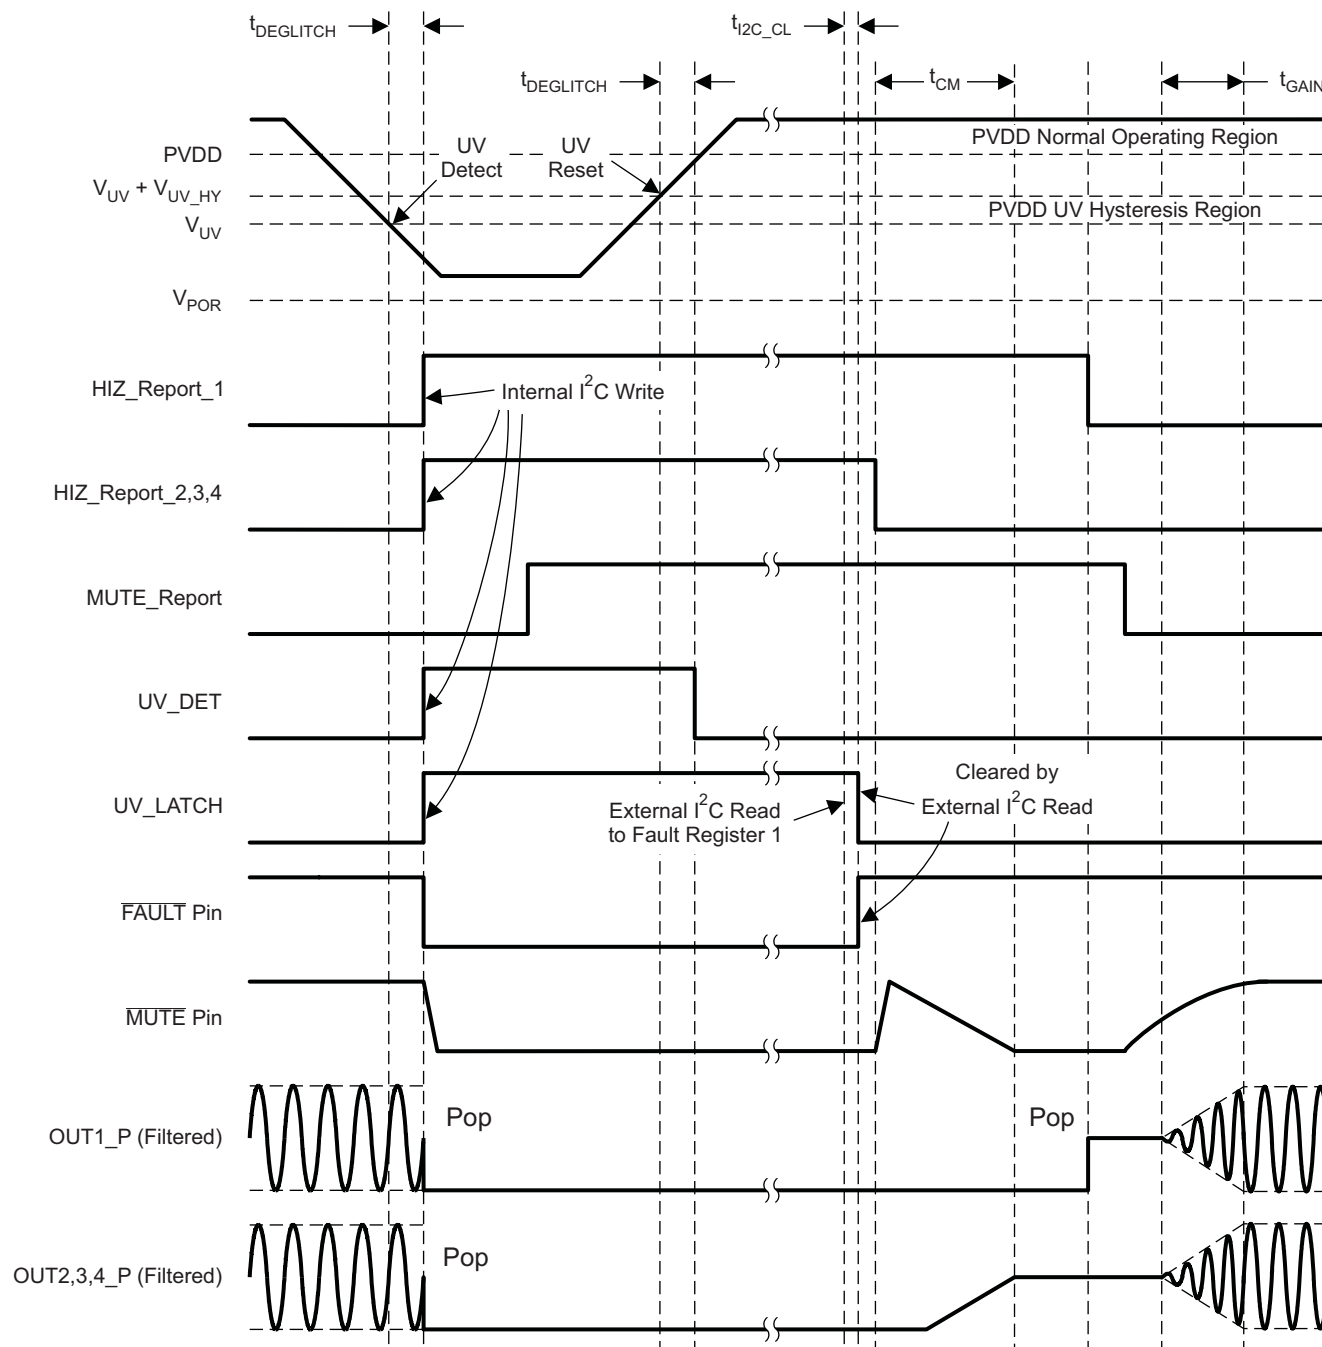 tDEGLITCH
tI2C_CL
tDEGLITCH
tCM
tGAIN
PVDD Normal Operating Region
PVDD
UV
Detect
UV
Reset
VUV + VUV_HY
PVDD UV Hysteresis Region
VUV
VPOR
HIZ_Report_1
Internal I2C Write
HIZ_Report_2,3,4
MUTE_Report
UV_DET
UV_LATCH
External I2C Read
to Fault Register 1
Cleared by
External I2C Read
FAULT Pin
MUTE Pin
Pop
Pop
OUT1_P (Filtered)
Pop
OUT2,3,4_P (Filtered)